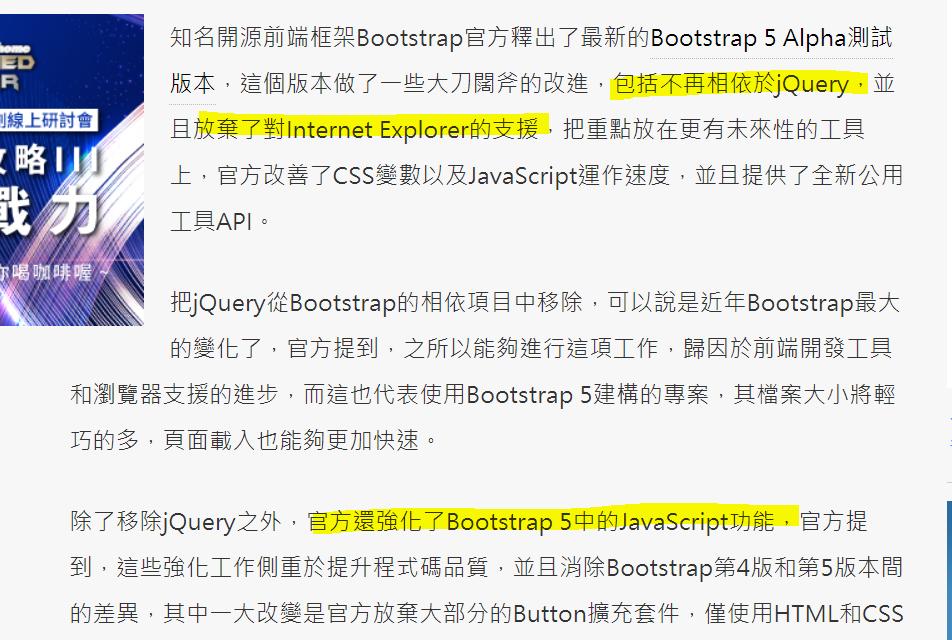 知名開源前端框架Bootstrap官方釋出了最新的Bootstrap 5 Alpha測試
版本，這個版本做了一些大刀闊斧的改進，包括不再相依於jQuery，並
且放棄了對Internet Explorer的支援，把重點放在更有未來性的工具
上，官方改善了CSS變數以及JavaScript運作速度，並且提供了全新公用
工具API。
把jQuery從Bootstrap的相依項目中移除，可以說是近年Bootstrap最大
的變化了，官方提到，之所以能夠進行這項工作，歸因於前端開發工具
和瀏覽器支援的進步，而這也代表使用Bootstrap 5建構的專案，其檔案大小將輕
巧的多，頁面載入也能夠更加快速。
除了移除jQuery之外，官方還強化了Bootstrap 5中的JavaScript功能，官方提
到，這些強化工作側重於提升程式碼品質，並且消除Bootstrap第4版和第5版本間
的差異，其中一大改變是官方放棄大部分的Button擴充套件，僅使用HTML和CSS
線上研討會
攻略III
戰力
你喝咖啡喔~